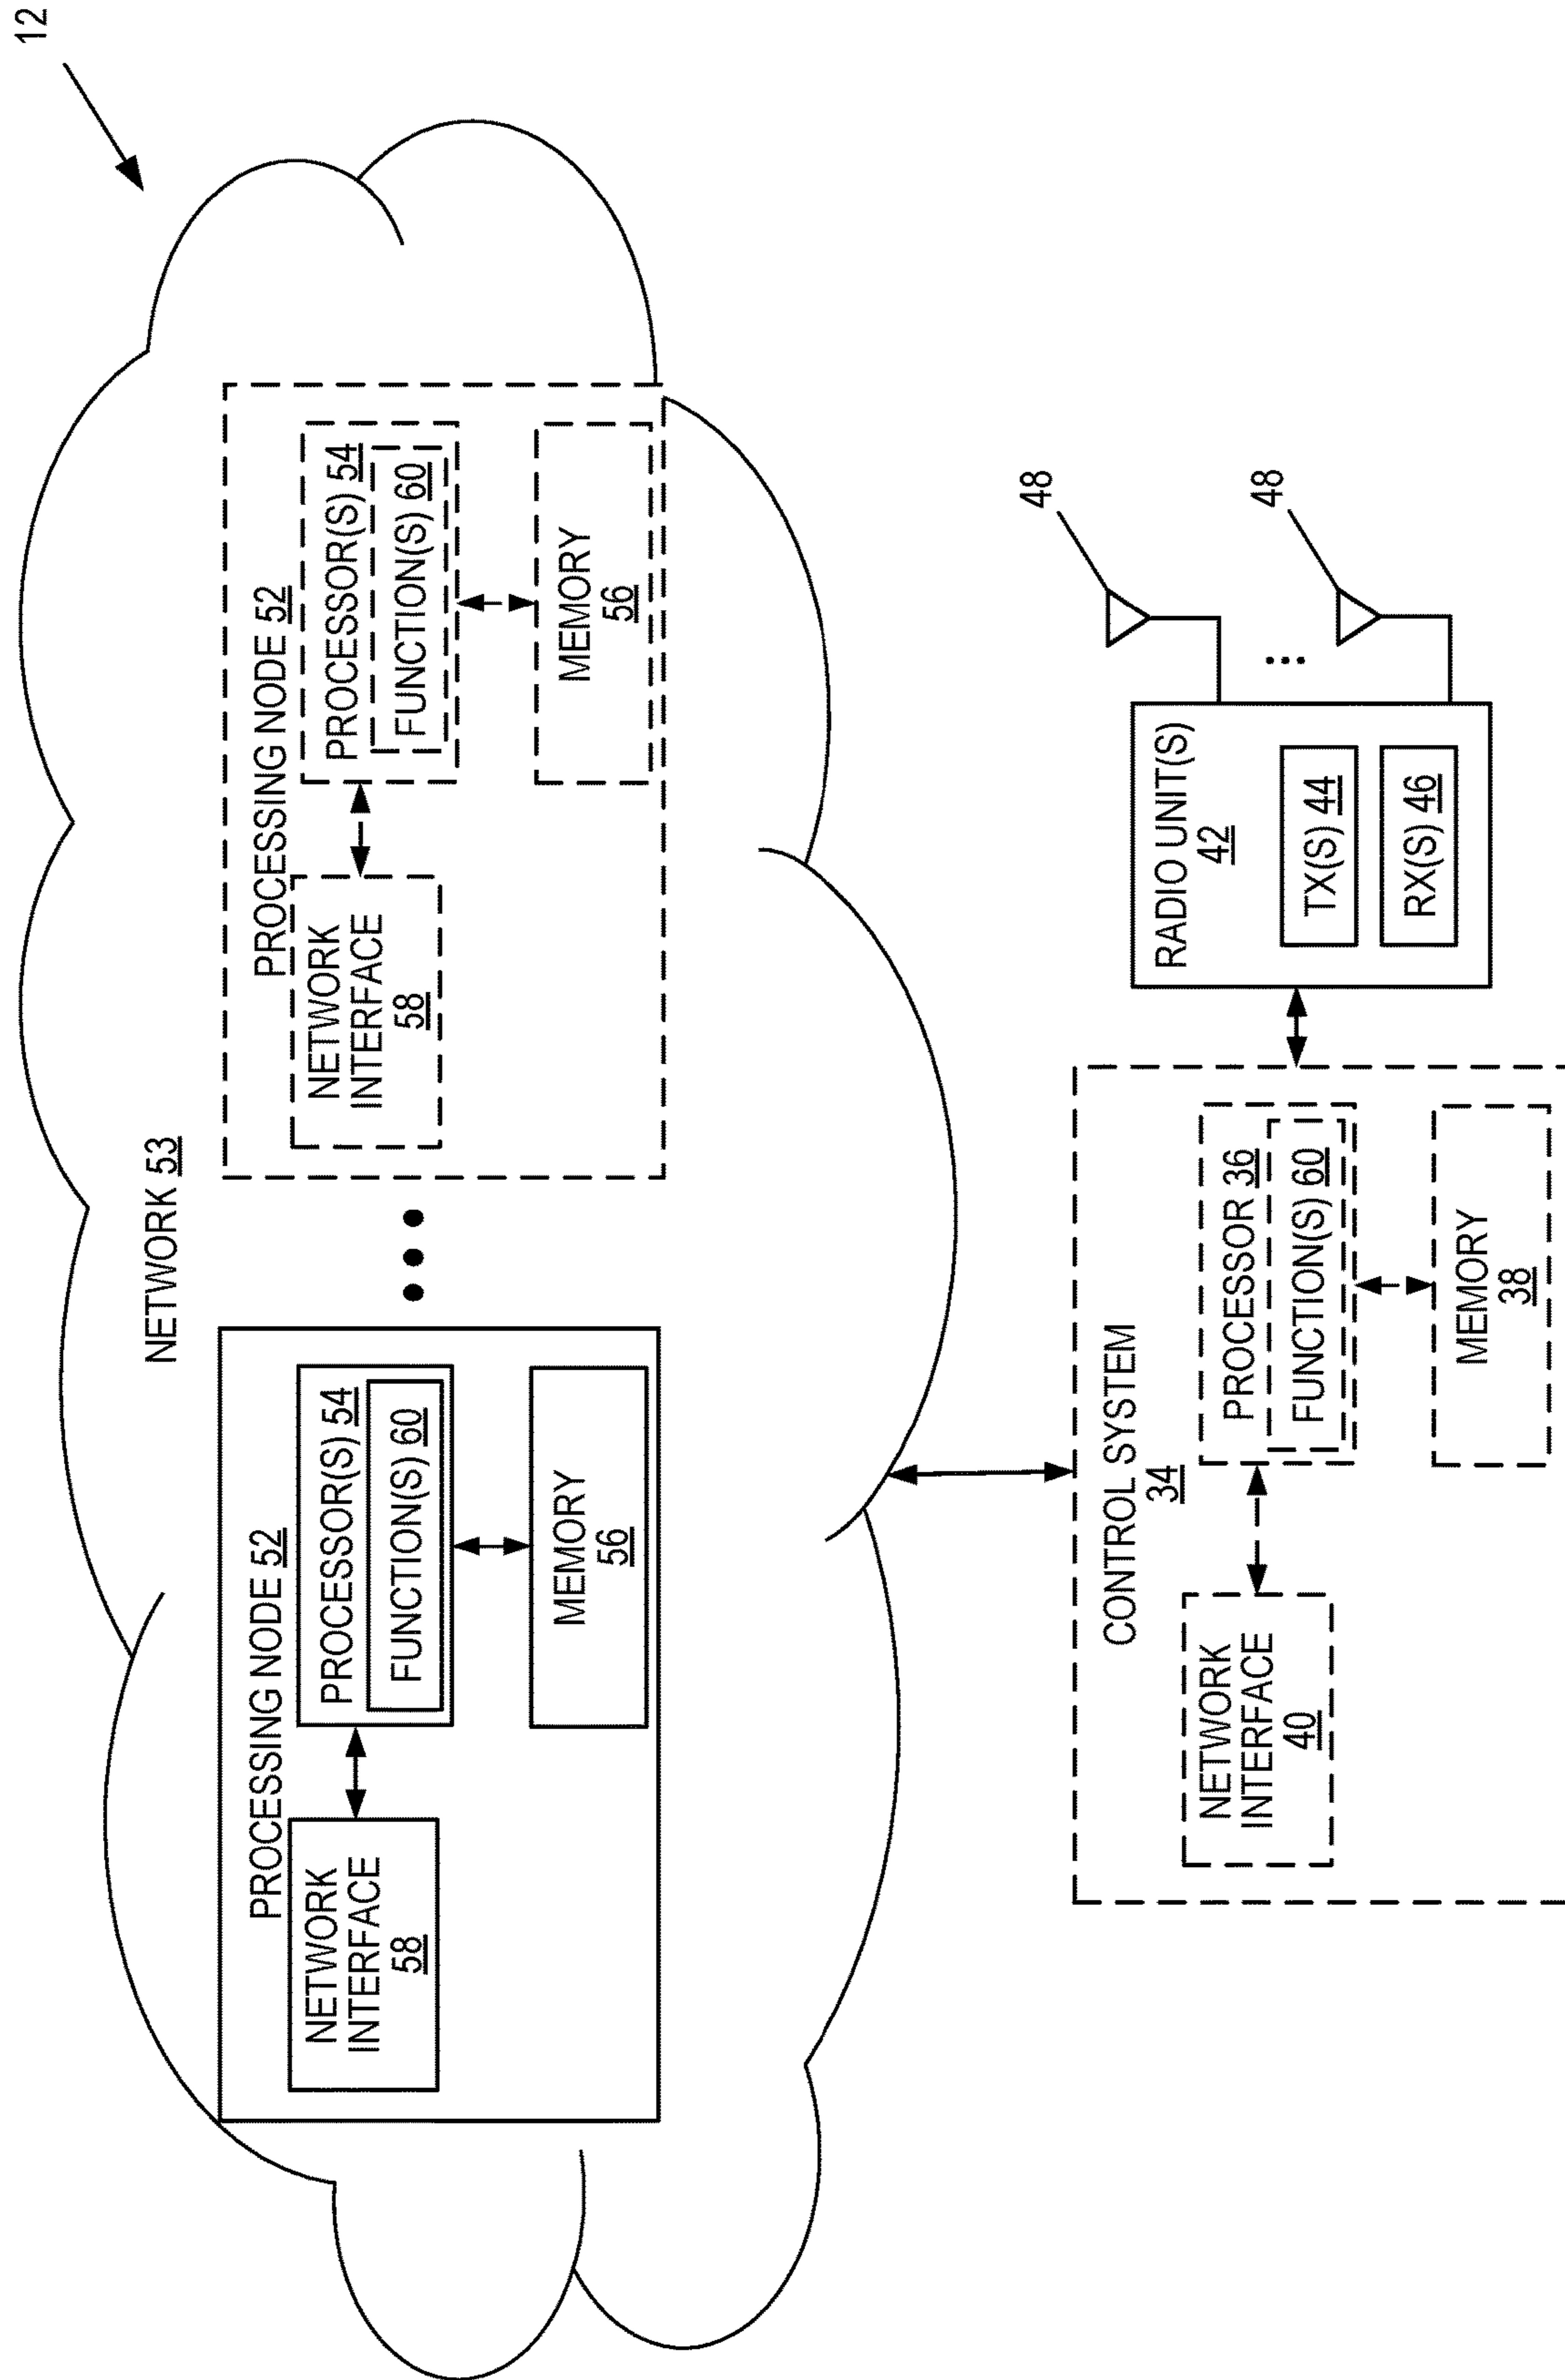 12
NETWORK 53
PROCESSING NODE 52
NETWORK
INTERFACE
58
PROCESSOR(S) 54
FUNCTION(S) 60
MEMORY
56
PROCESSING NODE 52
NETWORK
INTERFACE
58
PROCESSOR(S) 54
FUNCTION(S) 60
MEMORY
56
CONTROL SYSTEM
34
NETWORK
INTERFACE
40
PROCESSOR 36
FUNCTION(S) 60
MEMORY
38
RADIO UNIT(S)
42
TX(S) 44
RX(S) 46
48
48